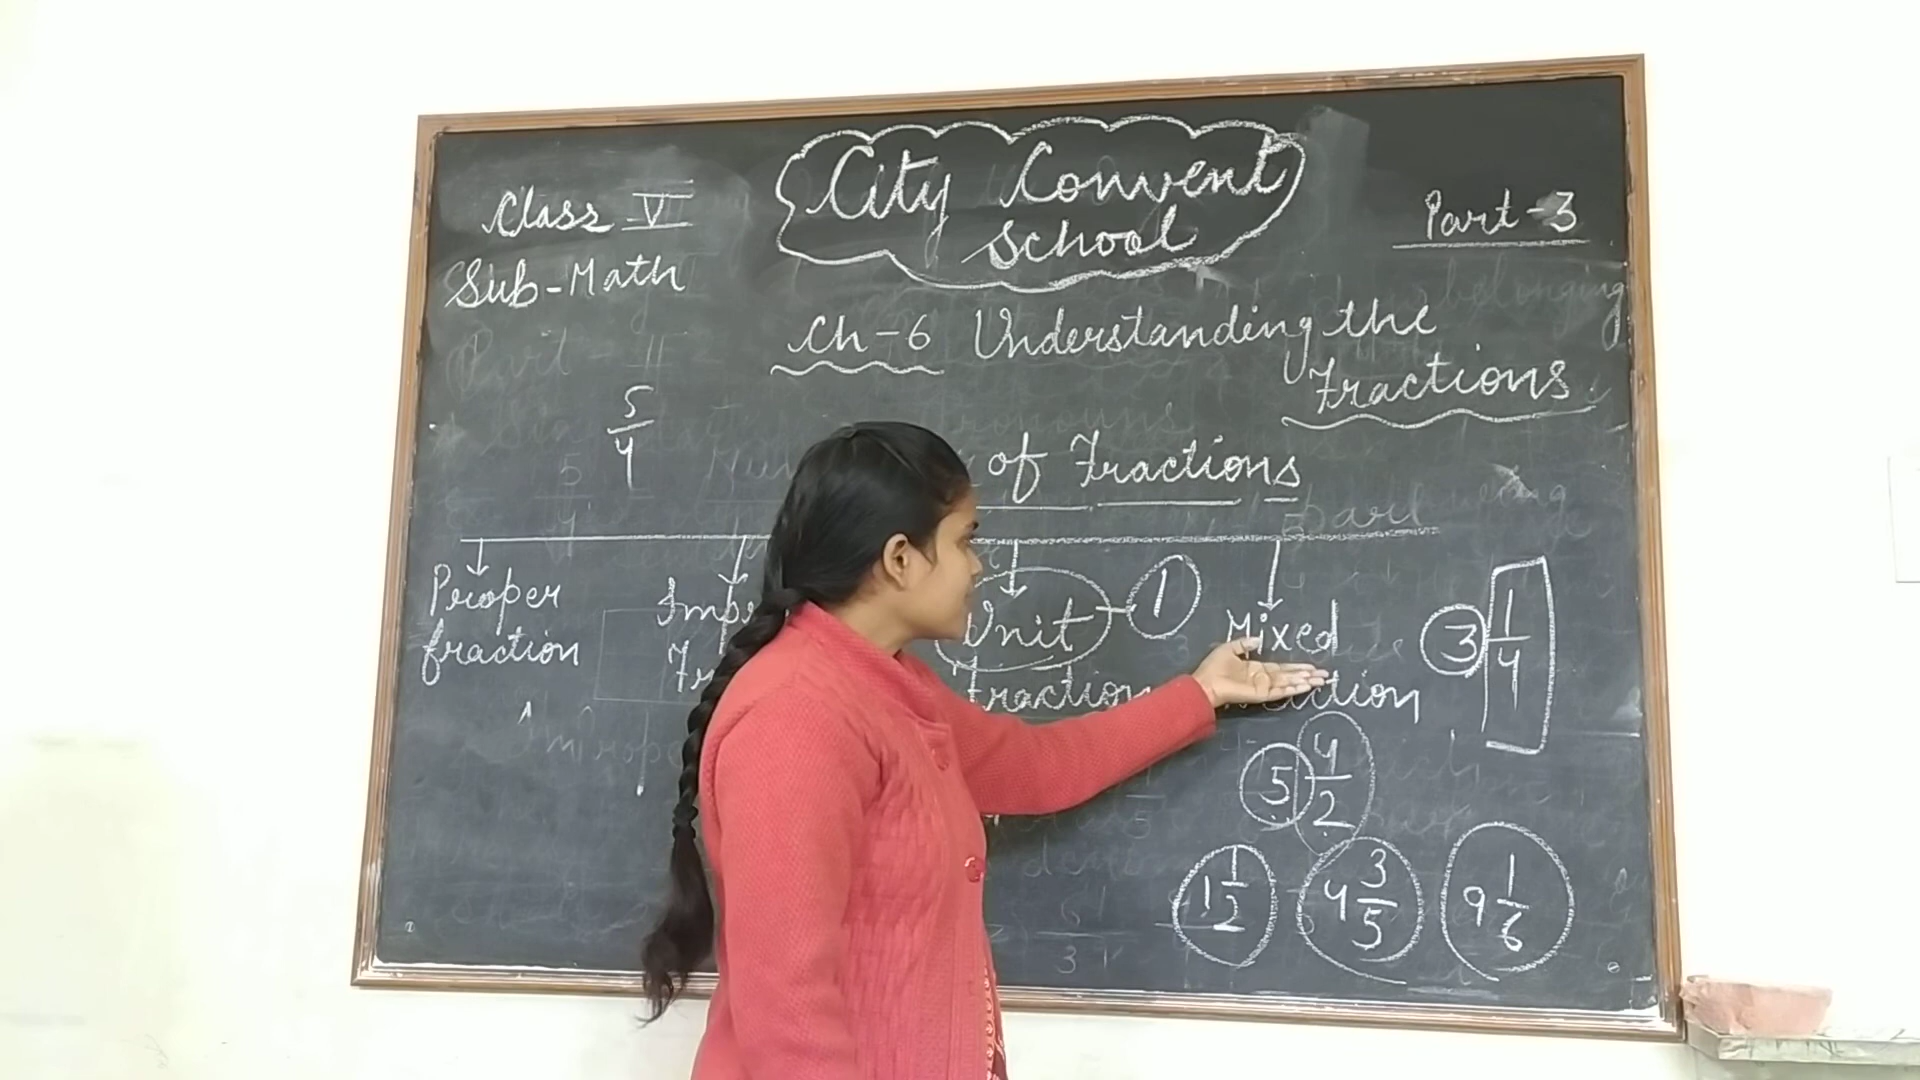 City Convent
School
Class V
Sub-Math
Part-3
Ch-6 Understanding the
Fractions
5/4
of Fractions
Proper
fraction
Unit - 1
Fraction
Mixed
3 1/4
5 4/2
1 1/2
4 3/5
9 1/6